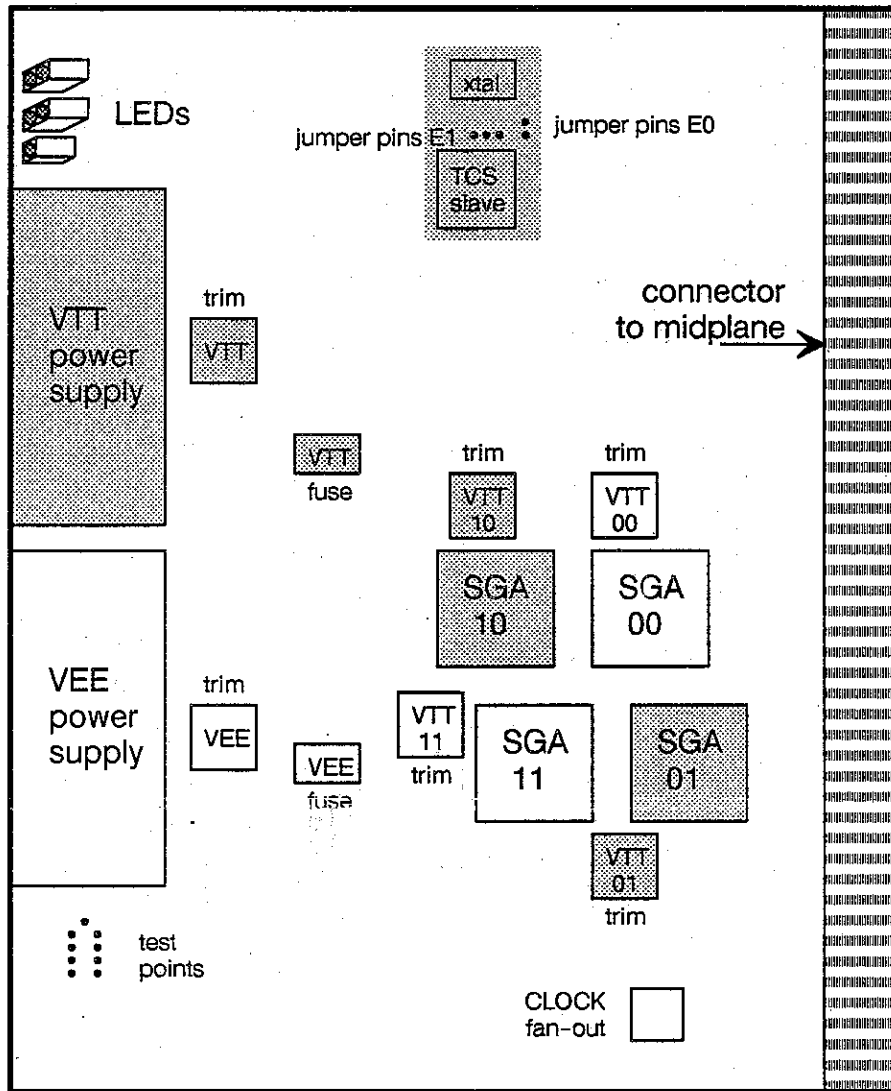 xtal
LEDs
jumper pins E1
jumper pins E0
TCS
slave
connector
to midplane
trim
VTT
power
supply
VTT
VTT
fuse
trim
VTT
10
trim
VTT
00
SGA
10
SGA
00
VEE
power
supply
trim
VEE
VEE
fuse
VTT
11
trim
SGA
11
SGA
01
VTT
01
trim
test
points
CLOCK
fan-out